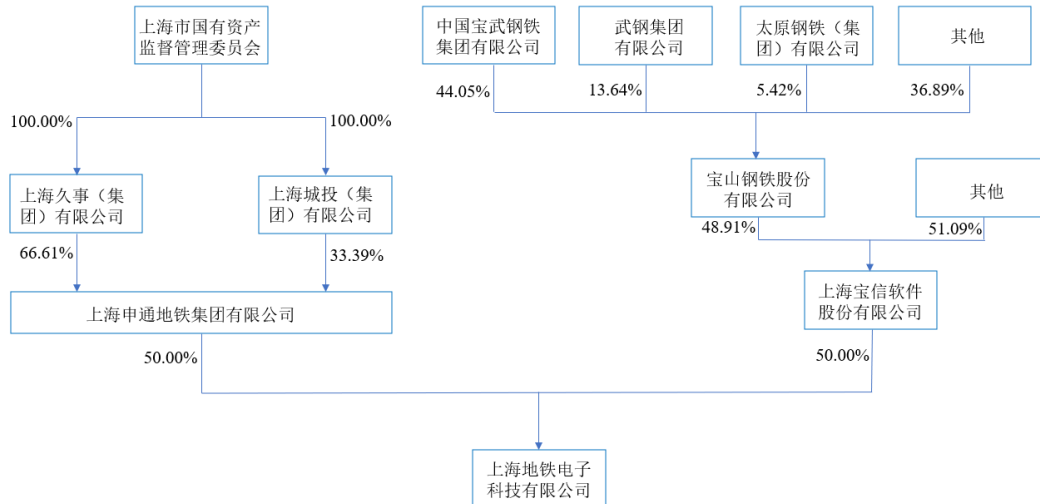 上海市国有资产
监督管理委员会
中国宝武钢铁
集团有限公司
武钢集团
有限公司
太原钢铁（集
团）有限公司
其他
44.05%
13.64%
5.42%
36.89%
100.00%
100.00%
上海久事（集
团）有限公司
上海城投（集
团）有限公司
宝山钢铁股份
有限公司
其他
66.61%
33.39%
48.91%
51.09%
上海申通地铁集团有限公司
上海宝信软件
股份有限公司
50.00%
50.00%
上海地铁电子
科技有限公司